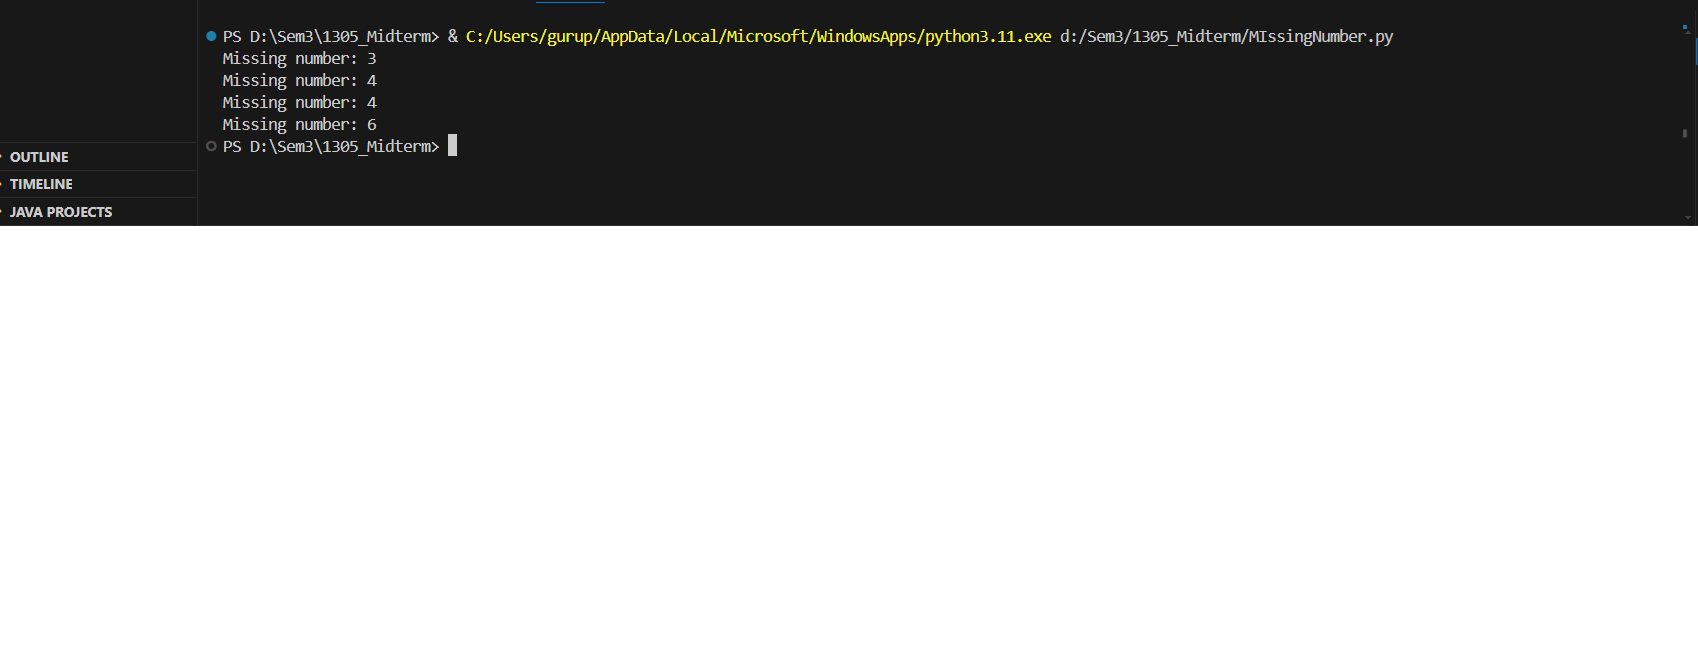 PS D:\Sem3\1305_Midterm> & C:/Users/gurup/AppData/Local/Microsoft/WindowsApps/python3.11.exe d:/Sem3/1305_Midterm/MIssingNumber.py
Missing number: 3
Missing number: 4
Missing number: 4
Missing number: 6
PS D:\Sem3\1305_Midterm>
OUTLINE
TIMELINE
JAVA PROJECTS